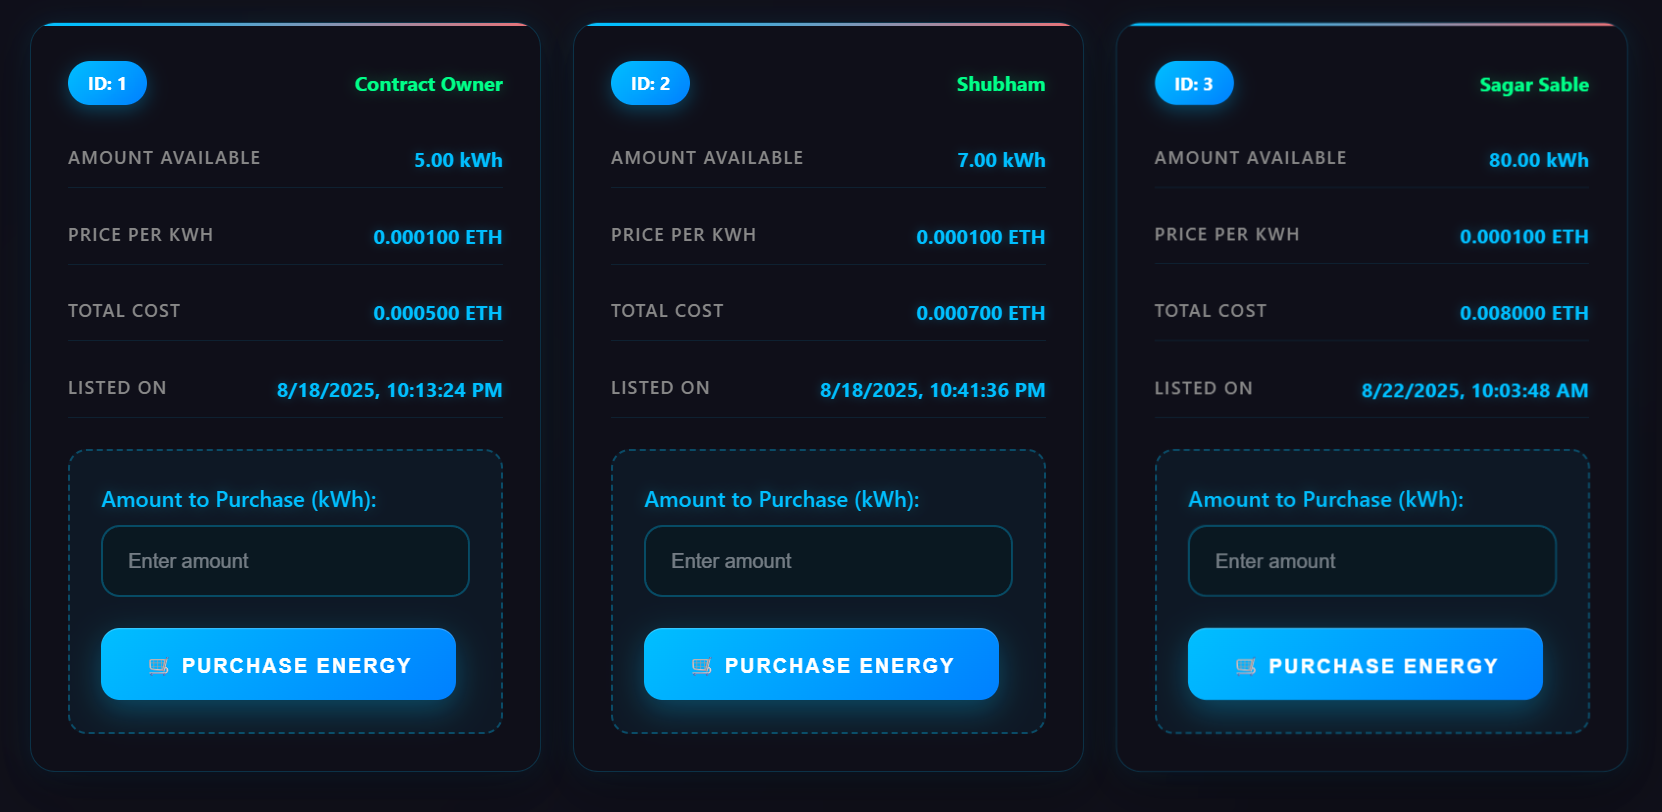 ID: 1
Contract Owner
AMOUNT AVAILABLE
5.00 kWh
PRICE PER KWH
0.000100 ETH
TOTAL COST
0.000500 ETH
LISTED ON
8/18/2025, 10:13:24 PM
Amount to Purchase (kWh):
Enter amount
PURCHASE ENERGY
ID: 2
Shubham
AMOUNT AVAILABLE
7.00 kWh
PRICE PER KWH
0.000100 ETH
TOTAL COST
0.000700 ETH
LISTED ON
8/18/2025, 10:41:36 PM
Amount to Purchase (kWh):
Enter amount
PURCHASE ENERGY
ID: 3
Sagar Sable
AMOUNT AVAILABLE
80.00 kWh
PRICE PER KWH
0.000100 ETH
TOTAL COST
0.008000 ETH
LISTED ON
8/22/2025, 10:03:48 AM
Amount to Purchase (kWh):
Enter amount
PURCHASE ENERGY